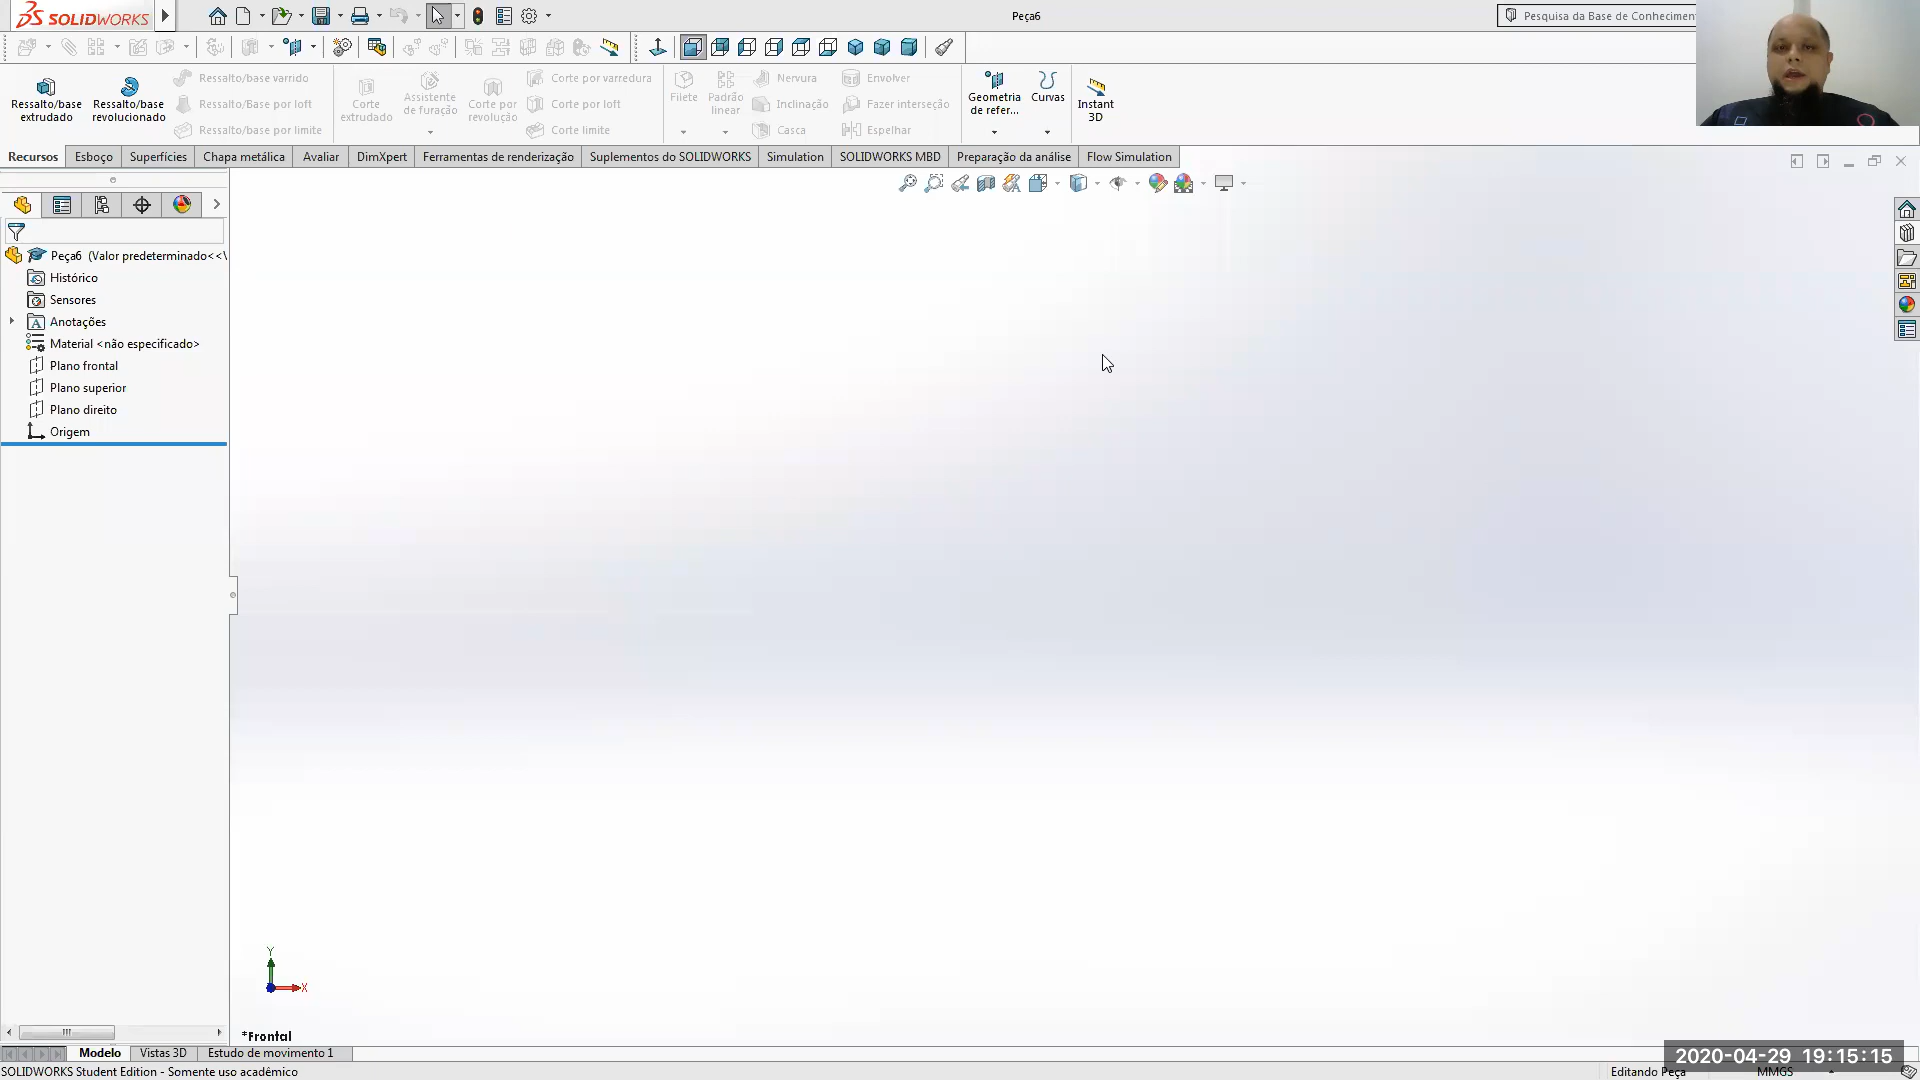 SOLIDWORKS
Peça6
Pesquisa da Base de Conhecimen
Ressalto/base extrudado
Ressalto/base revolucionado
Ressalto/base varrido
Ressalto/Base por loft
Ressalto/base por limite
Corte extrudado
Assistente de furação
Corte por revolução
Corte por varredura
Corte por loft
Corte limite
Filete
Padrão linear
Nervura
Inclinação
Casca
Envolver
Fazer interseção
Espelhar
Geometria de refer...
Curvas
Instant 3D
Recursos
Esboço
Superfícies
Chapa metálica
Avaliar
DimXpert
Ferramentas de renderização
Suplementos do SOLIDWORKS
Simulation
SOLIDWORKS MBD
Preparação da análise
Flow Simulation
Peça6 (Valor predeterminado<<\
Histórico
Sensores
Anotações
Material <não especificado>
Plano frontal
Plano superior
Plano direito
Origem
Y
X
*Frontal
Modelo
Vistas 3D
Estudo de movimento 1
2020-04-29 19:15:15
SOLIDWORKS Student Edition - Somente uso acadêmico
Editando Peça
MMGS